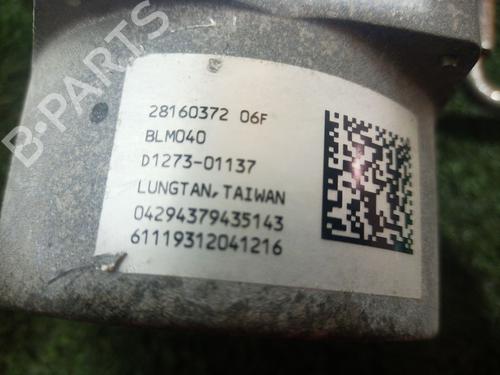 B-PARTS
28160372 06F
BLM040
D1273-01137
LUNGTAN, TAIWAN
04294379435143
61119312041216